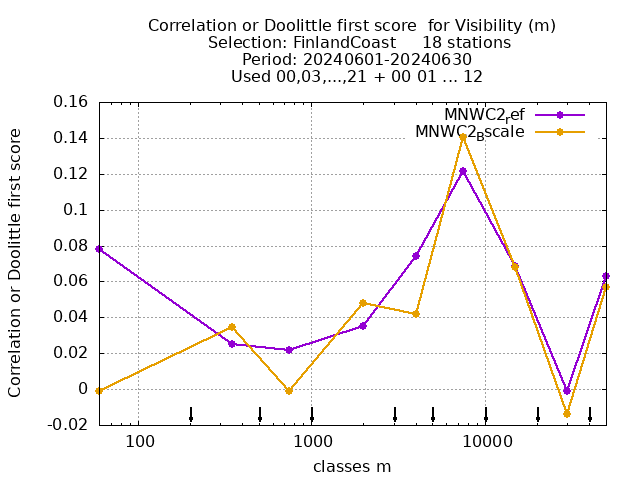 Correlation or Doolittle first score  for Visibility (m)
Selection: FinlandCoast     18 stations
Period: 20240601-20240630
Used 00,03,...,21 + 00 01 ... 12
0.16
0.14
0.12
0.1
0.08
0.06
0.04
0.02
0
-0.02
Correlation or Doolittle first score
MNWC2ref
MNWC2Bscale
100
1000
10000
classes m